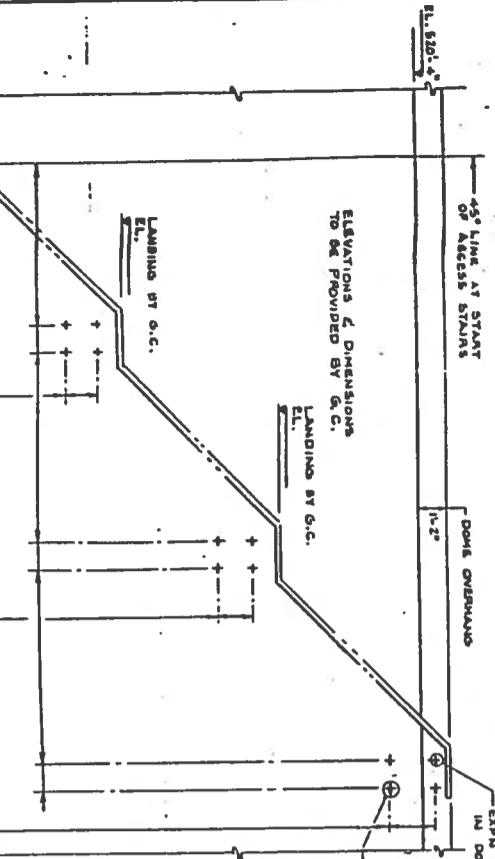 EL. 520'-4"
45° LINE AT START
OF ACCESS STAIRS
DOME OVERHANG
1'-2"
ELEVATIONS & DIMENSIONS
TO BE PROVIDED BY G.C.
LANDING BY G.C.
EL.
LANDING BY G.C.
EL.